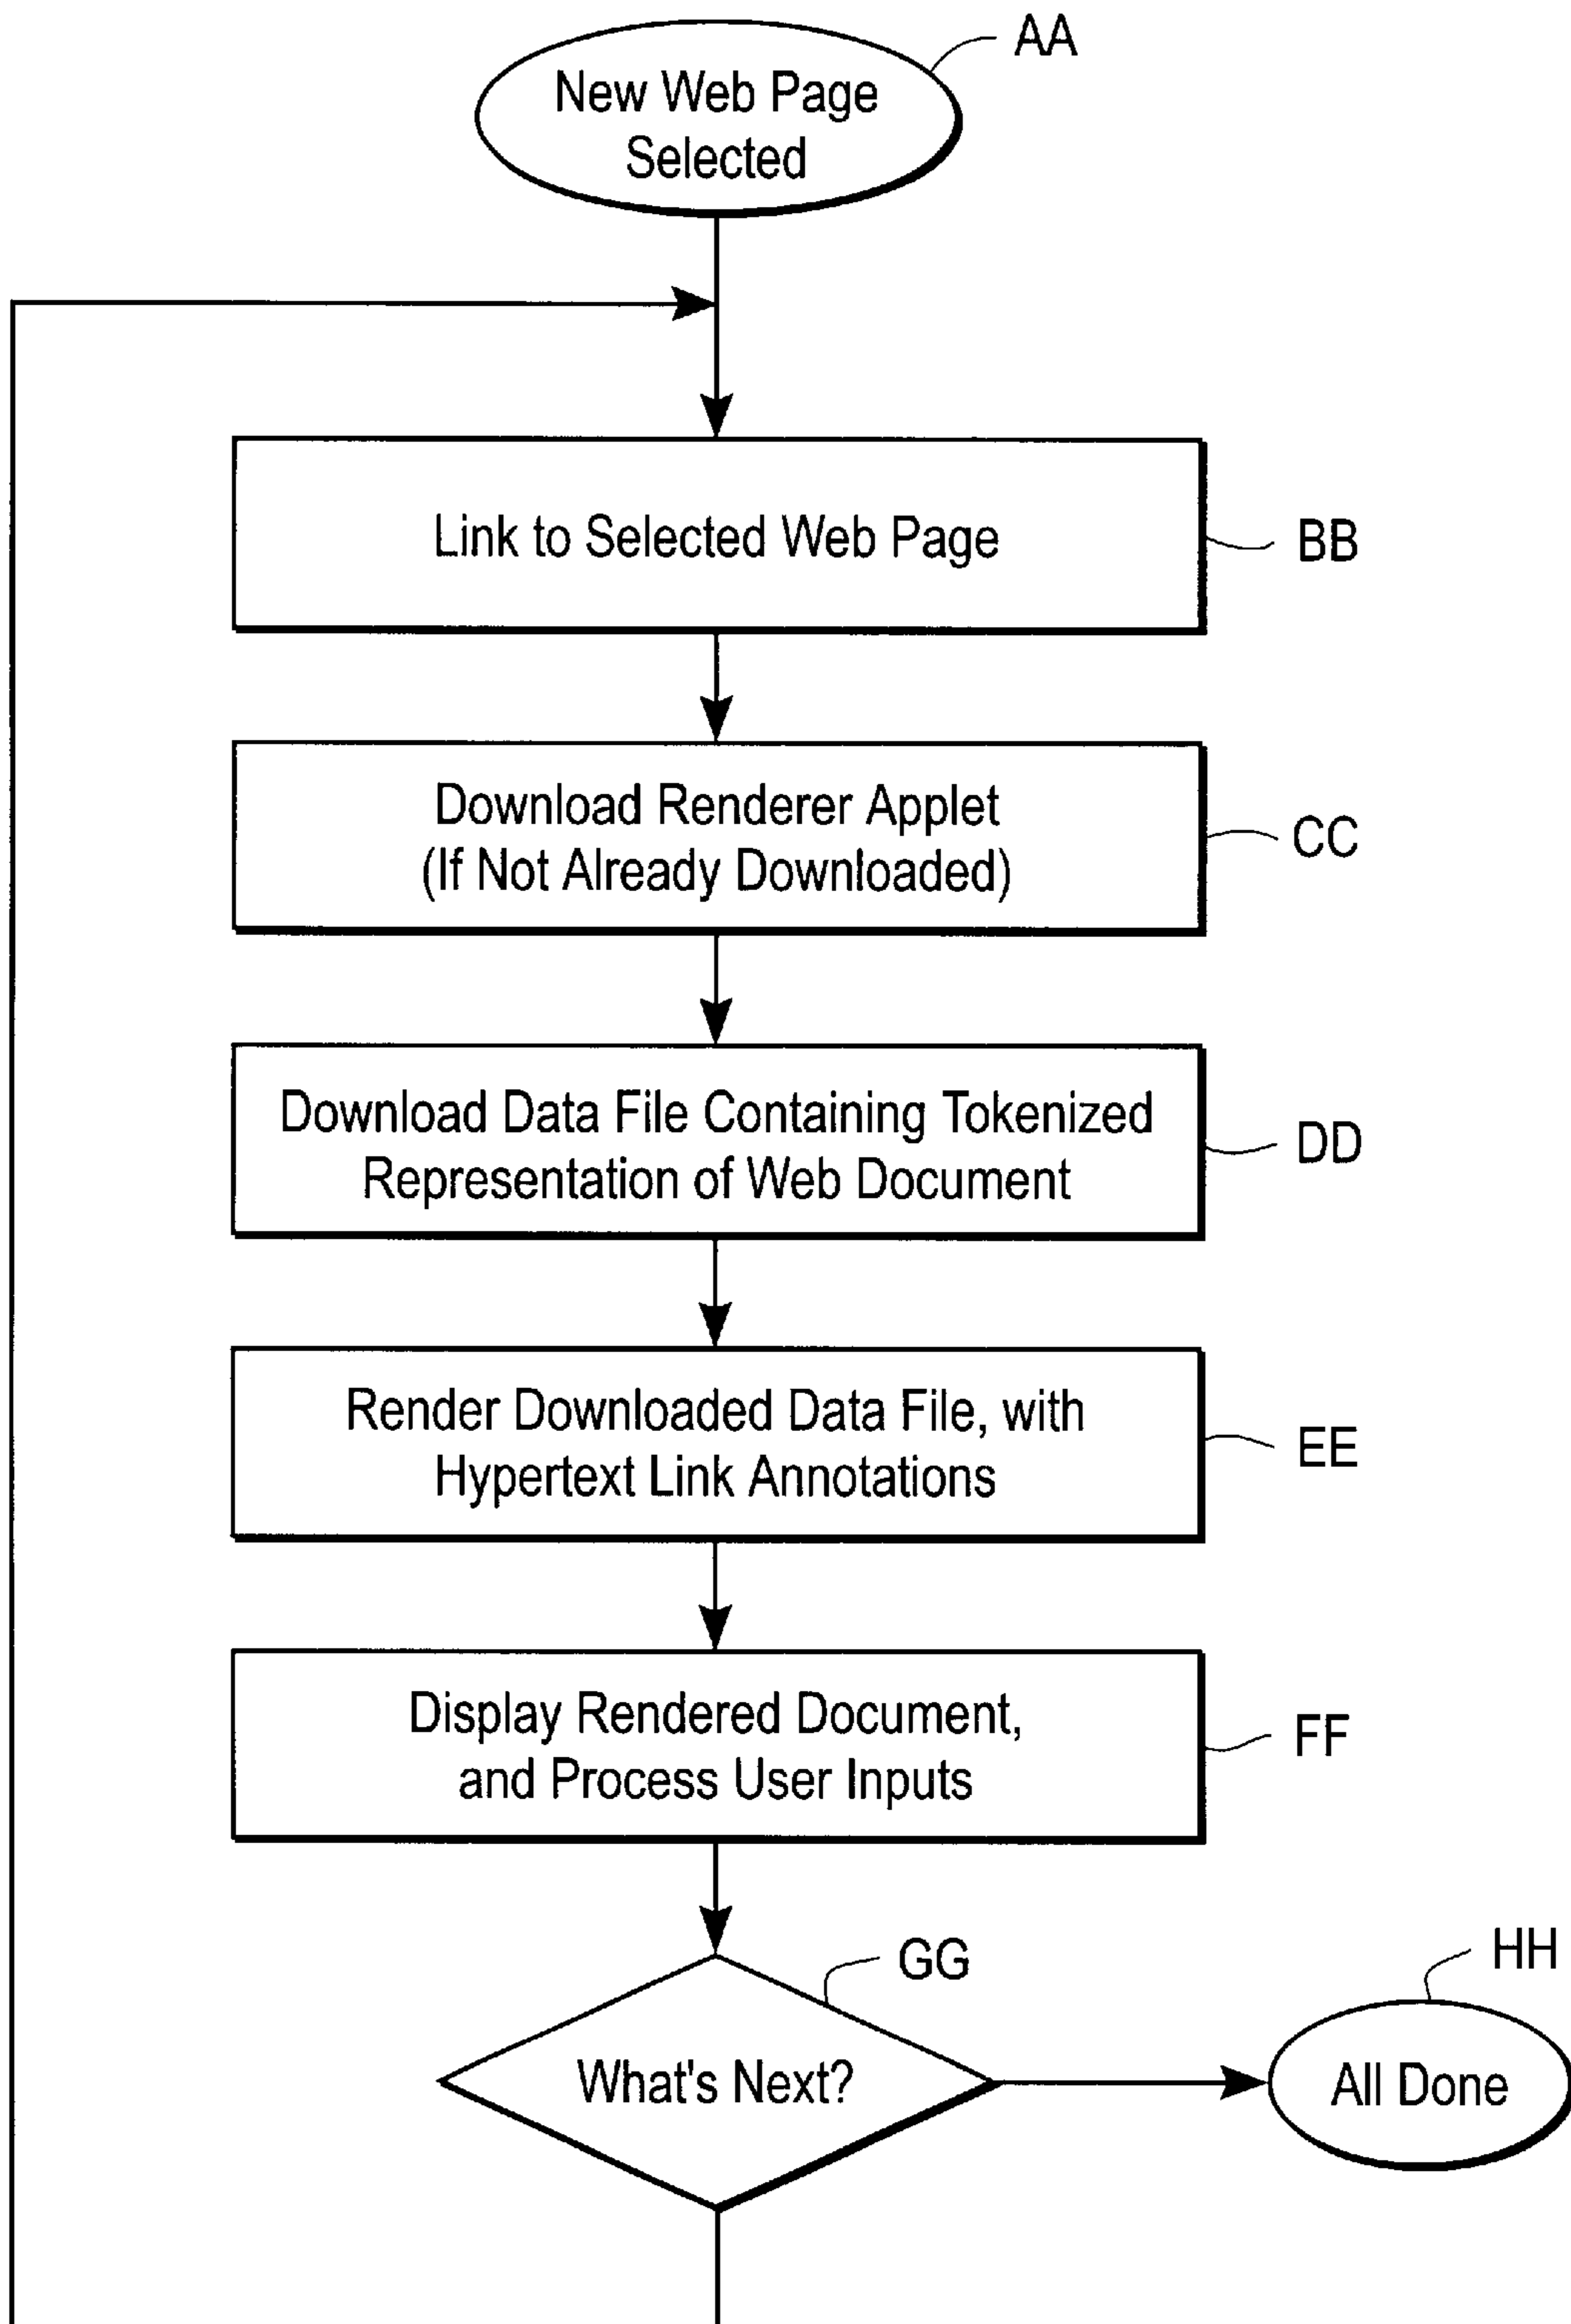 AA
New Web Page
Selected
Link to Selected Web Page
BB
Download Renderer Applet
(If Not Already Downloaded)
CC
Download Data File Containing Tokenized
Representation of Web Document
DD
Render Downloaded Data File, with
Hypertext Link Annotations
EE
Display Rendered Document,
and Process User Inputs
FF
GG
What's Next?
HH
All Done